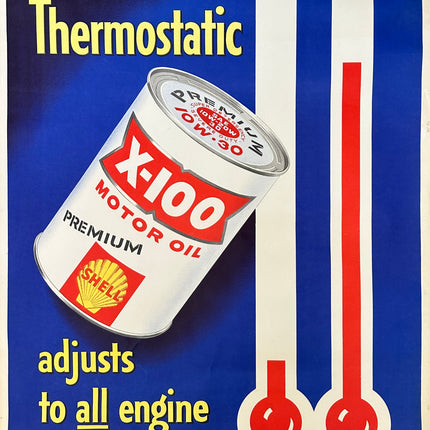 Thermostatic
PREMIUM
10W-30
X-100
MOTOR OIL
PREMIUM
SHELL
adjusts
to all engine